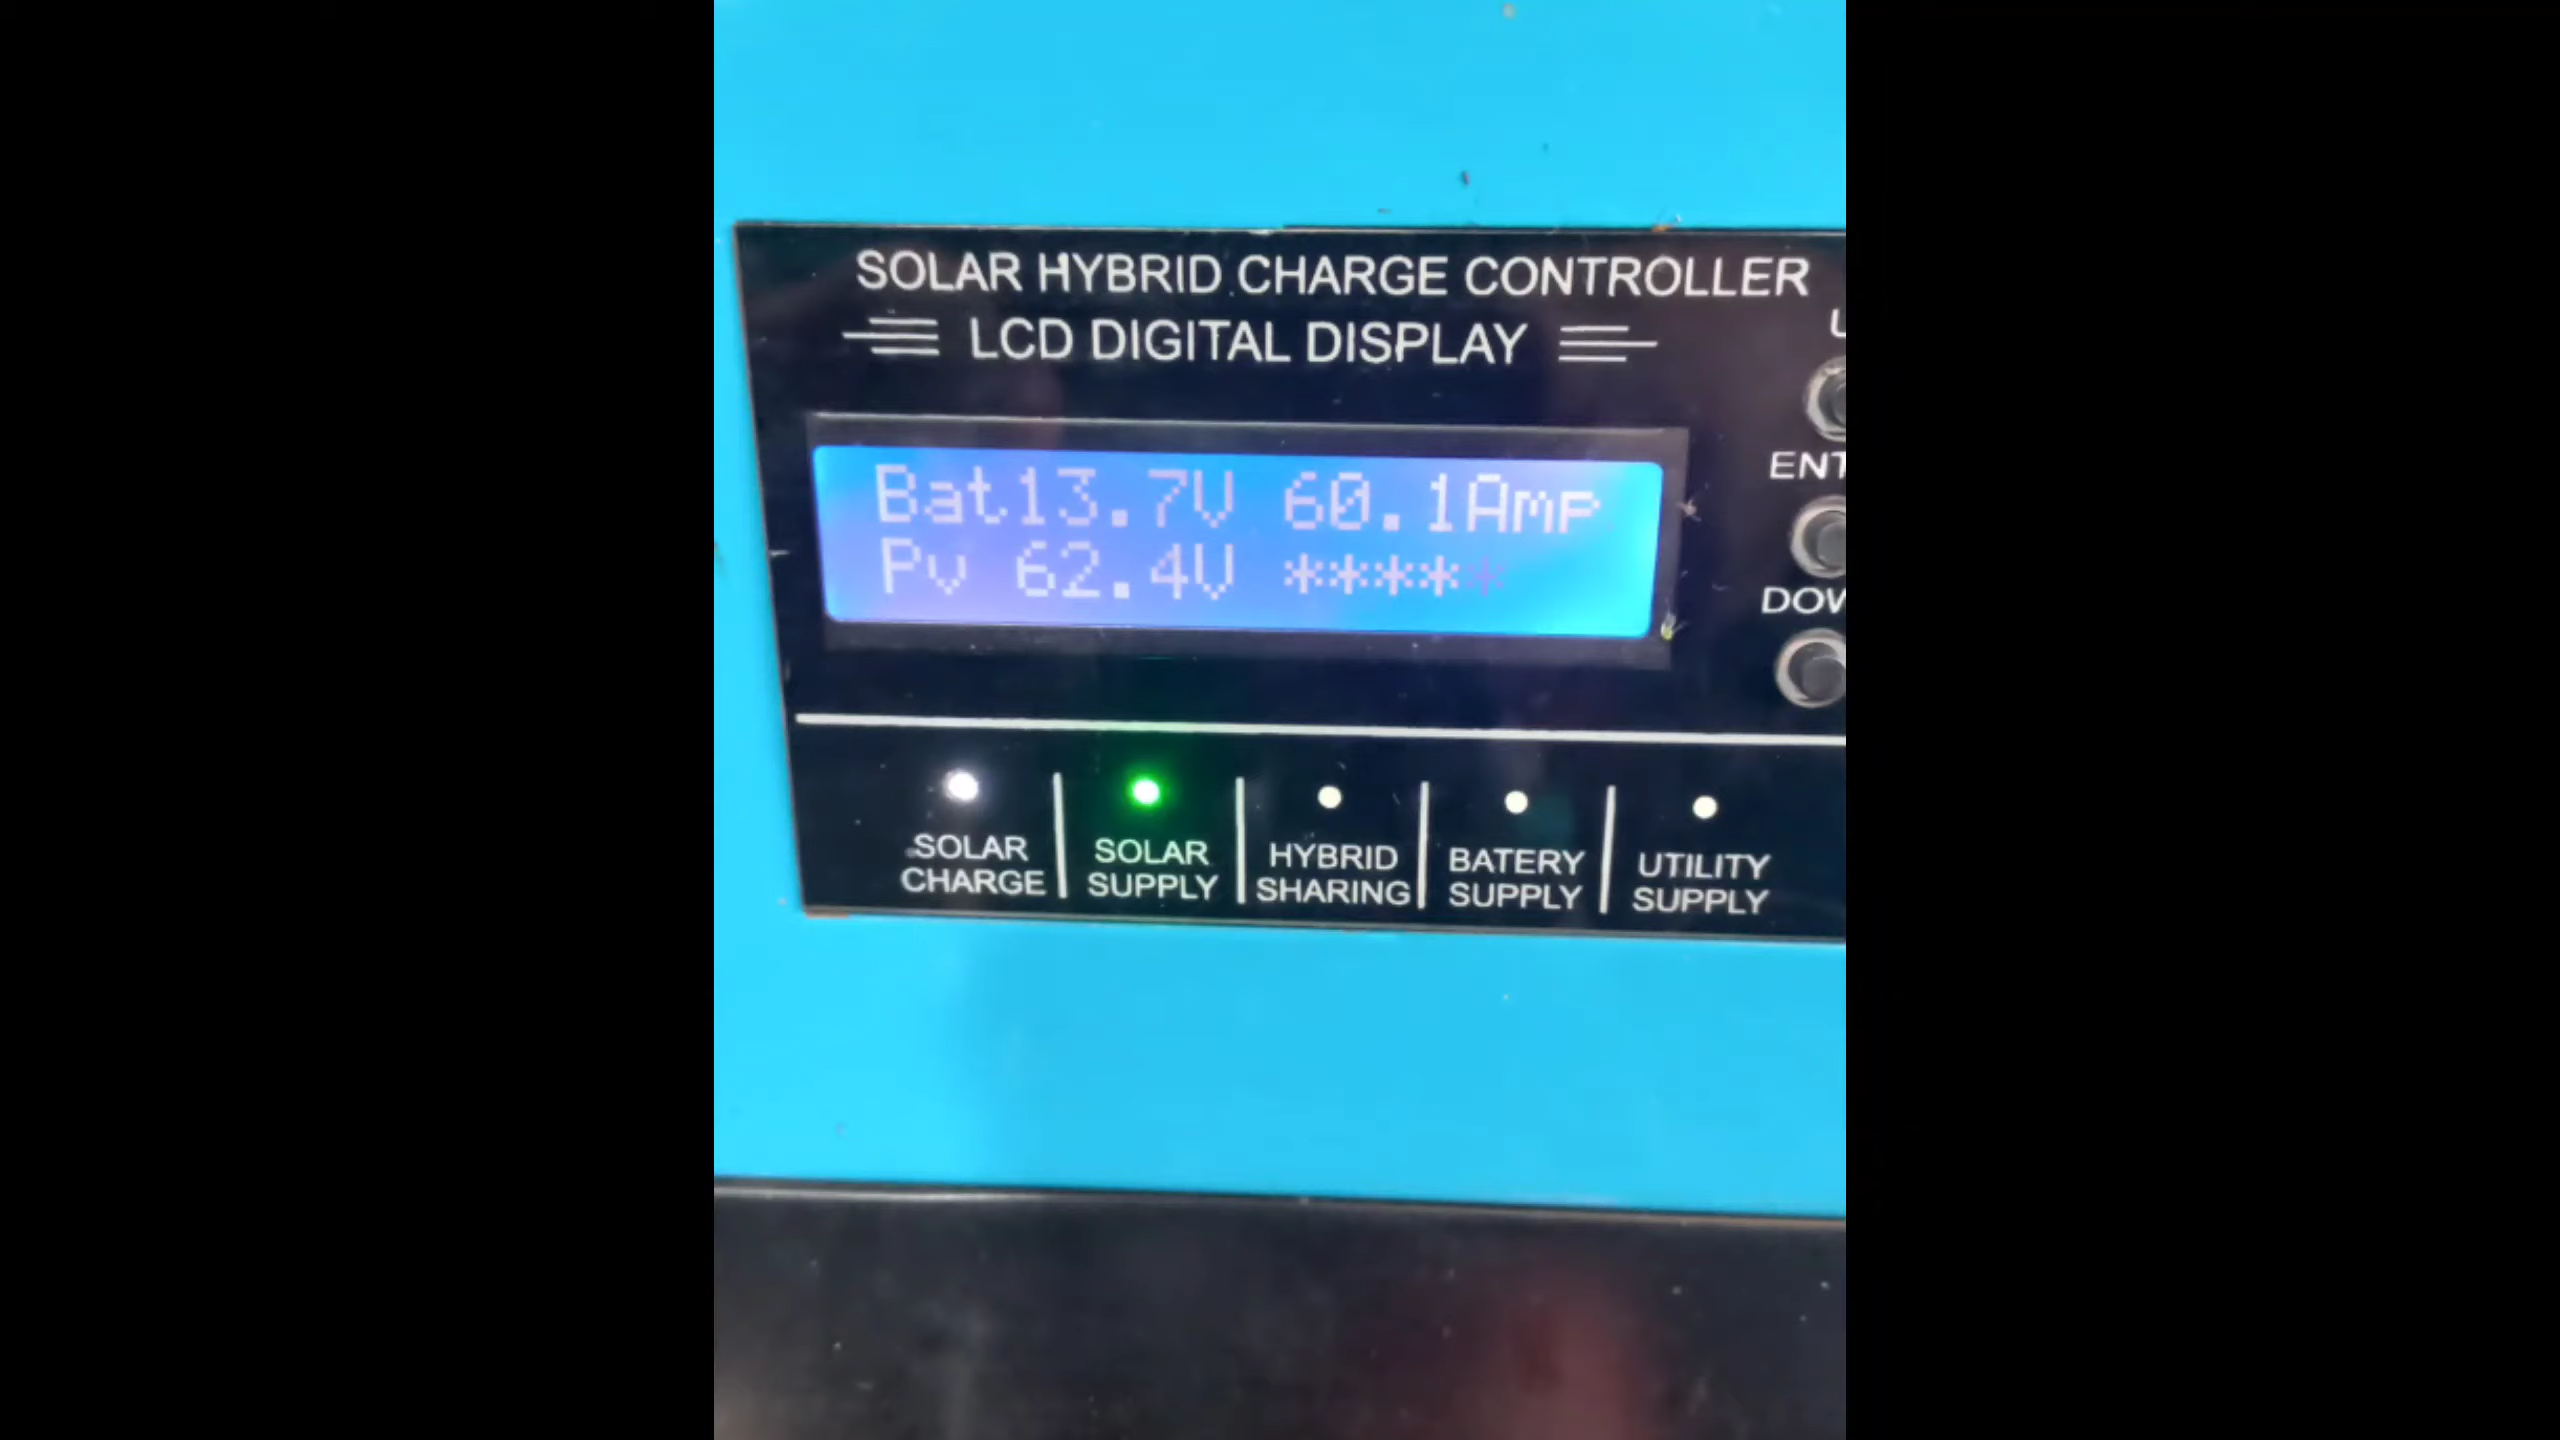 SOLAR HYBRID CHARGE CONTROLLER
LCD DIGITAL DISPLAY
Bat13.7V 60.1Amp
Pv 62.4V *****
U
ENT
DOW
SOLAR CHARGE
SOLAR SUPPLY
HYBRID SHARING
BATERY SUPPLY
UTILITY SUPPLY